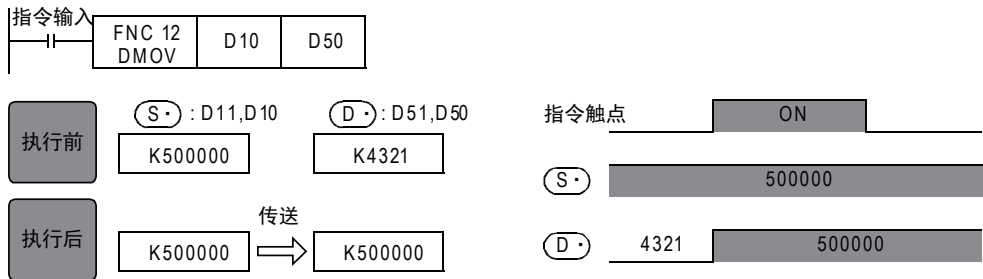 指令输入
FNC 12
DMOV
D10
D50
执行前
S· : D11,D10
D · : D51,D50
K500000
K4321
执行后
传送
K500000
K500000
指令触点
ON
S·
500000
D ·
4321
500000